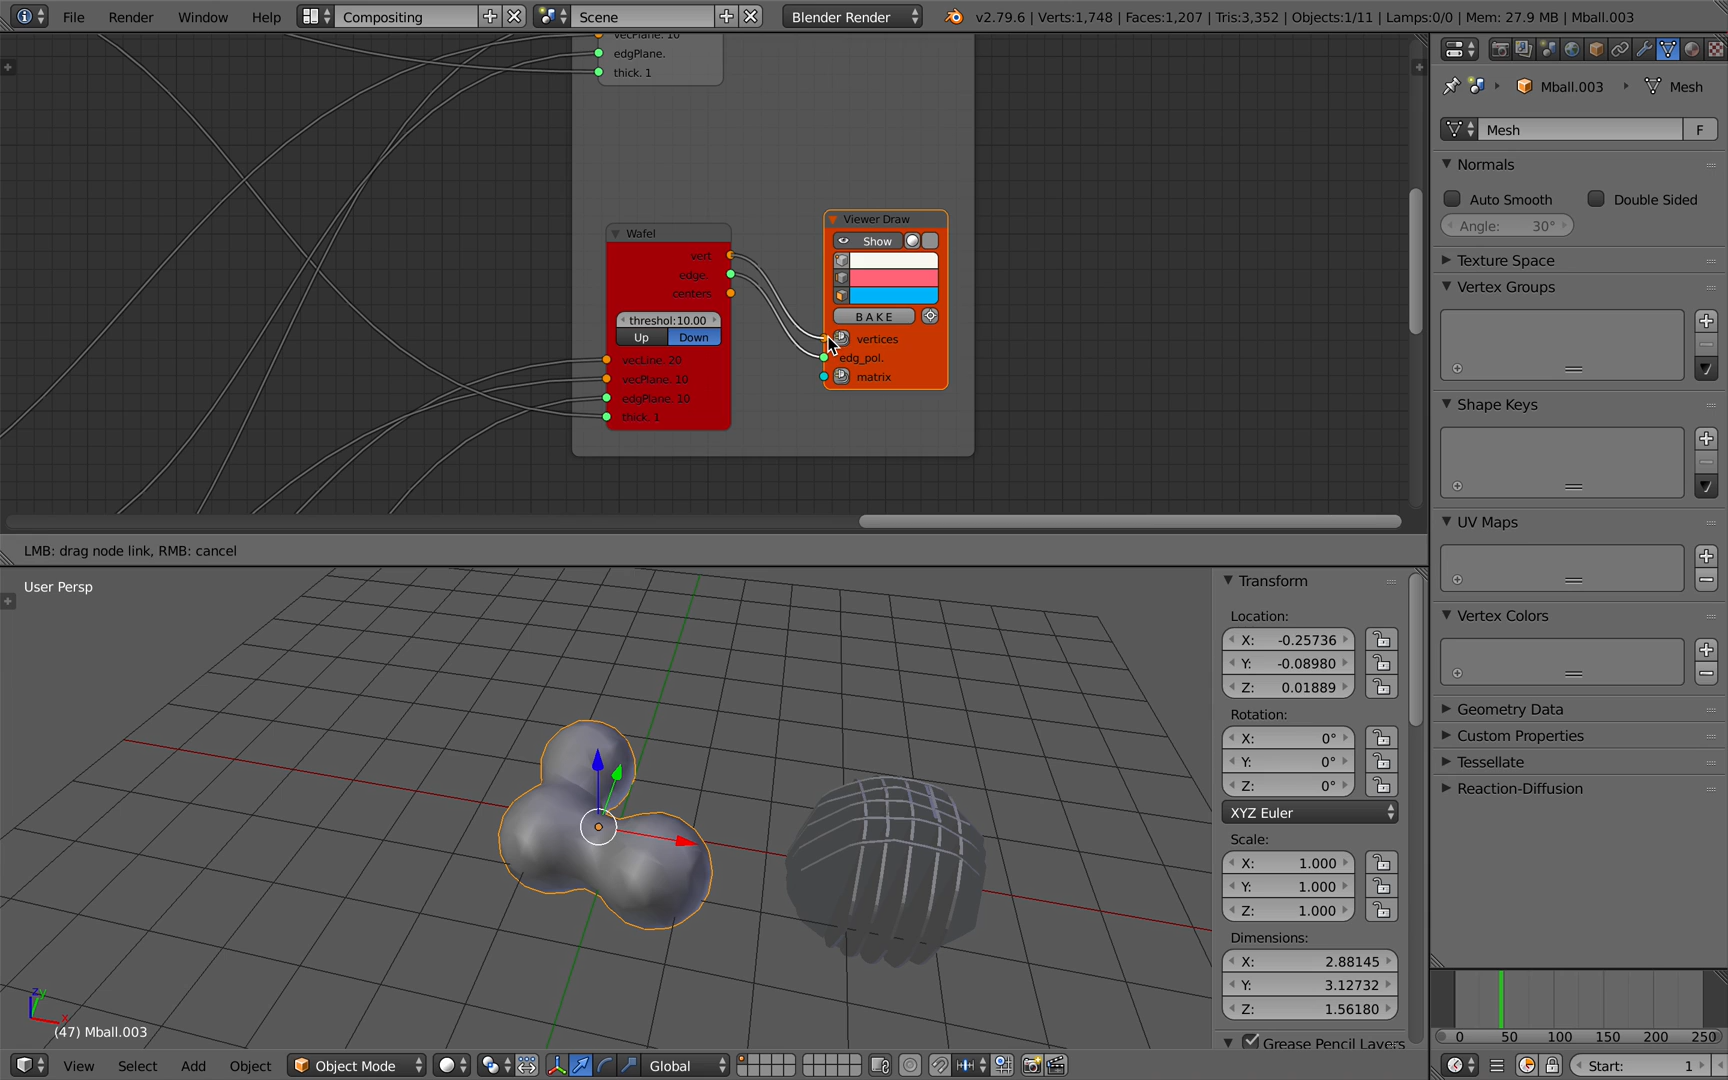 File Render Window Help Compositing Scene Blender Render v2.79.6 | Verts:1,748 | Faces:1,207 | Tris:3,352 | Objects:1/11 | Lamps:0/0 | Mem: 27.9 MB | Mball.003
vecPlane. 10
edgPlane.
thick. 1
Wafel
vert
edge.
centers
threshol:10.00
Up Down
vecLine. 20
vecPlane. 10
edgPlane. 10
thick. 1
Viewer Draw
Show
BAKE
vertices
edg_pol.
matrix
LMB: drag node link, RMB: cancel
User Persp
(47) Mball.003
z
y
x
Transform
Location:
X: -0.25736
Y: -0.08980
Z: 0.01889
Rotation:
X: 0°
Y: 0°
Z: 0°
XYZ Euler
Scale:
X: 1.000
Y: 1.000
Z: 1.000
Dimensions:
X: 2.88145
Y: 3.12732
Z: 1.56180
Grease Pencil Layers
View Select Add Object Object Mode Global
Mball.003 Mesh
Mesh F
Normals
Auto Smooth Double Sided
Angle: 30°
Texture Space
Vertex Groups
Shape Keys
UV Maps
Vertex Colors
Geometry Data
Custom Properties
Tessellate
Reaction-Diffusion
0 50 100 150 200 250
Start: 1